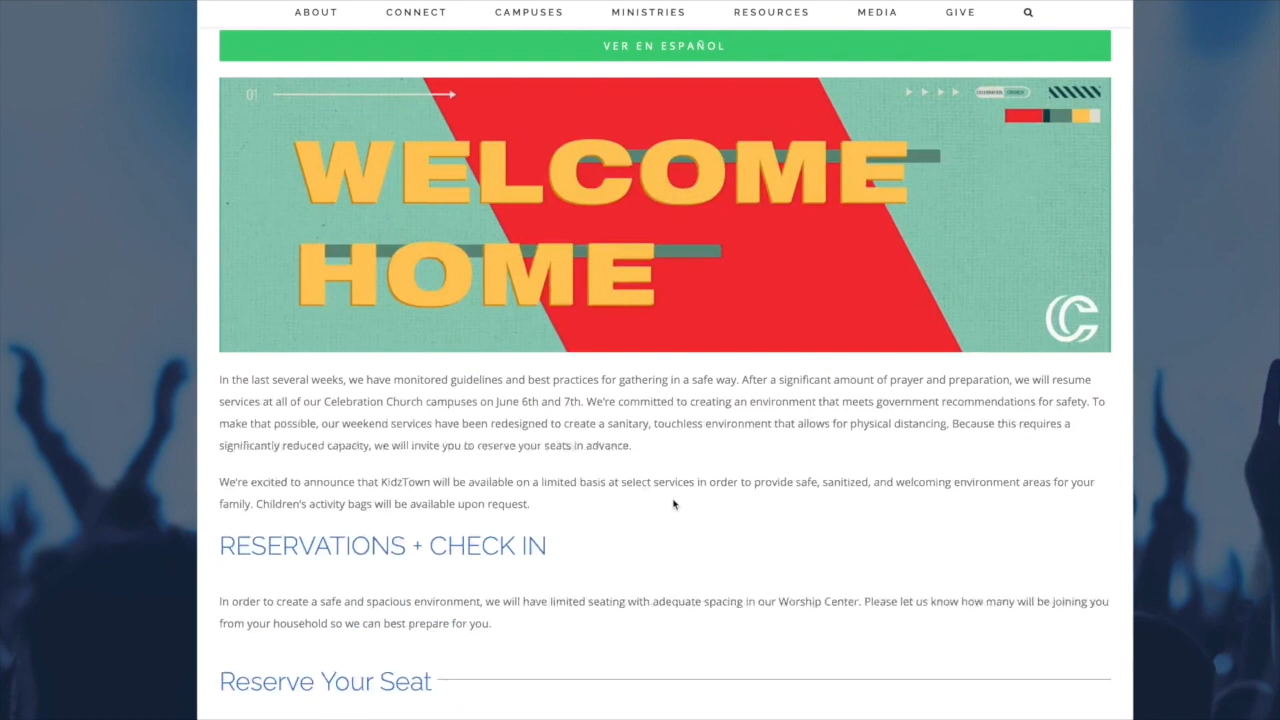 ABOUT CONNECT CAMPUSES MINISTRIES RESOURCES MEDIA GIVE
VER EN ESPAÑOL
01
WELCOME
HOME
In the last several weeks, we have monitored guidelines and best practices for gathering in a safe way. After a significant amount of prayer and preparation, we will resume
services at all of our Celebration Church campuses on June 6th and 7th. We're committed to creating an environment that meets government recommendations for safety. To
make that possible, our weekend services have been redesigned to create a sanitary, touchless environment that allows for physical distancing. Because this requires a
significantly reduced capacity, we will invite you to reserve your seats in advance.
We're excited to announce that KidzTown will be available on a limited basis at select services in order to provide safe, sanitized, and welcoming environment areas for your
family. Children's activity bags will be available upon request.
RESERVATIONS + CHECK IN
In order to create a safe and spacious environment, we will have limited seating with adequate spacing in our Worship Center. Please let us know how many will be joining you
from your household so we can best prepare for you.
Reserve Your Seat